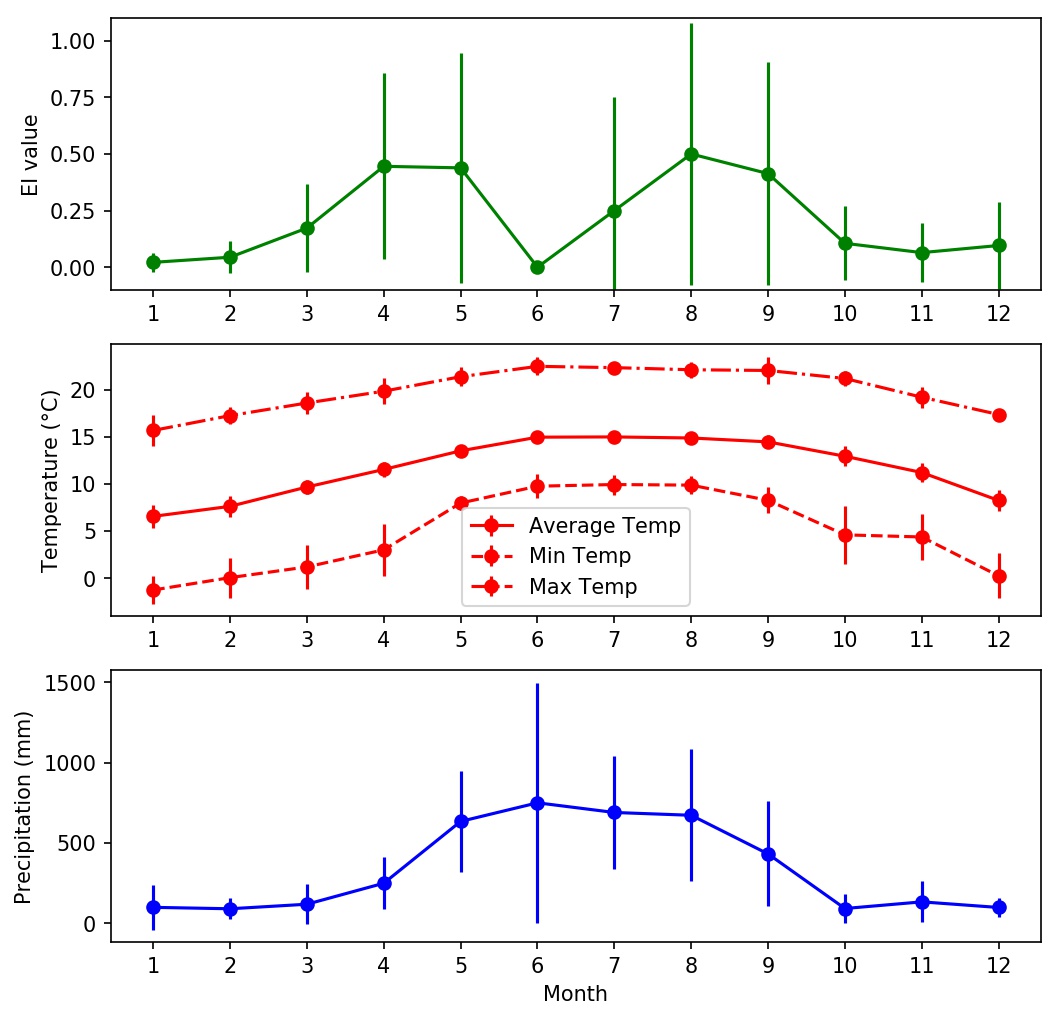 EI value
1.00
0.75
0.50
0.25
0.00
1 2 3 4 5 6 7 8 9 10 11 12
Temperature (°C)
20
15
10
5
0
Average Temp
Min Temp
Max Temp
1 2 3 4 5 6 7 8 9 10 11 12
Precipitation (mm)
1500
1000
500
0
1 2 3 4 5 6 7 8 9 10 11 12
Month